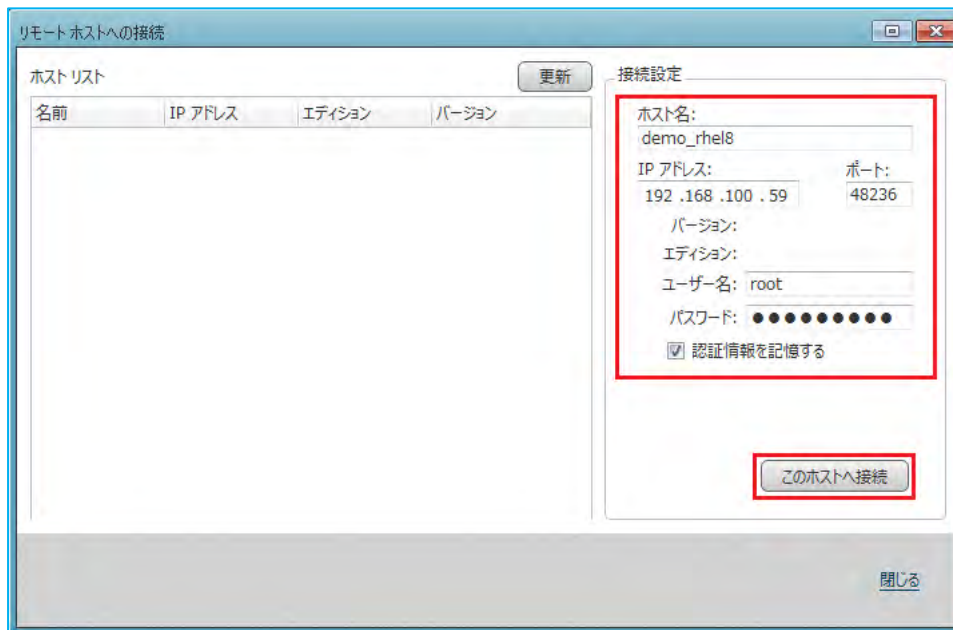 リモート ホストへの接続
ホスト リスト
更新
名前 IP アドレス エディション バージョン
接続設定
ホスト名:
demo_rhel8
IP アドレス: ポート:
192 .168 .100 . 59 48236
バージョン:
エディション:
ユーザー名: root
パスワード: ●●●●●●●●●
認証情報を記憶する
このホストへ接続
閉じる